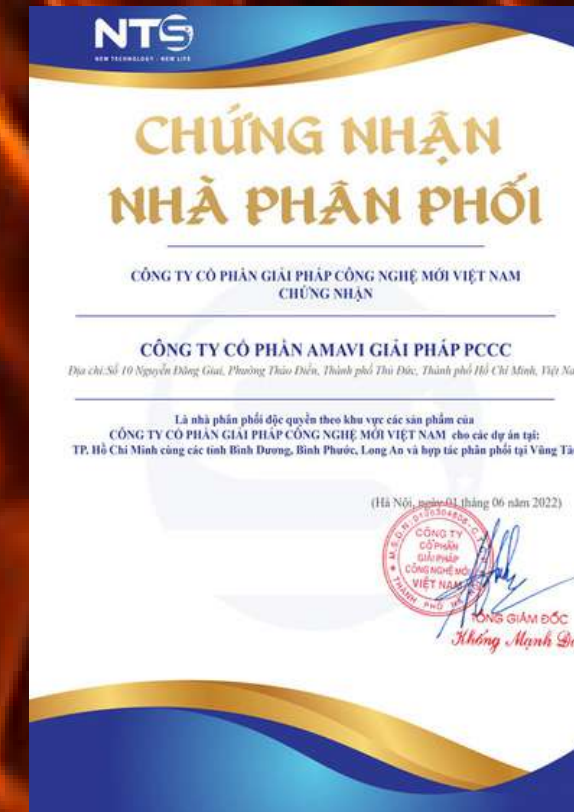 NTS
NEW TECHNOLOGY - NEW LIFE
CHỨNG NHẬN
NHÀ PHÂN PHỐI
CÔNG TY CỔ PHẦN GIẢI PHÁP CÔNG NGHỆ MỚI VIỆT NAM
CHỨNG NHẬN
CÔNG TY CỔ PHẦN AMAVI GIẢI PHÁP PCCC
Địa chỉ:Số 10 Nguyễn Đăng Giai, Phường Thảo Điền, Thành phố Thủ Đức, Thành phố Hồ Chí Minh, Việt Na
Là nhà phân phối độc quyền theo khu vực các sản phẩm của
CÔNG TY CỔ PHẦN GIẢI PHÁP CÔNG NGHỆ MỚI VIỆT NAM cho các dự án tại:
TP. Hồ Chí Minh cùng các tỉnh Bình Dương, Bình Phước, Long An và hợp tác phân phối tại Vũng Tà
(Hà Nội, ngày 01 tháng 06 năm 2022)
CÔNG TY
CỔ PHẦN
GIẢI PHÁP
CÔNG NGHỆ MỚI
VIỆT NAM
TỔNG GIÁM ĐỐC
Khổng Mạnh